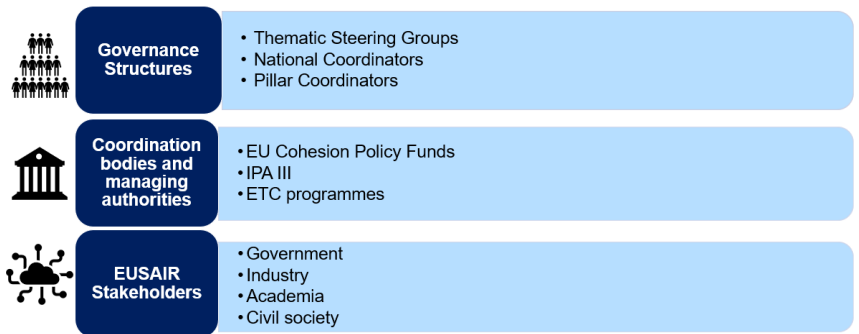 Governance
Structures
• Thematic Steering Groups
• National Coordinators
• Pillar Coordinators
Coordination
bodies and
managing
authorities
• EU Cohesion Policy Funds
• IPA III
• ETC programmes
EUSAIR
Stakeholders
• Government
• Industry
• Academia
• Civil society